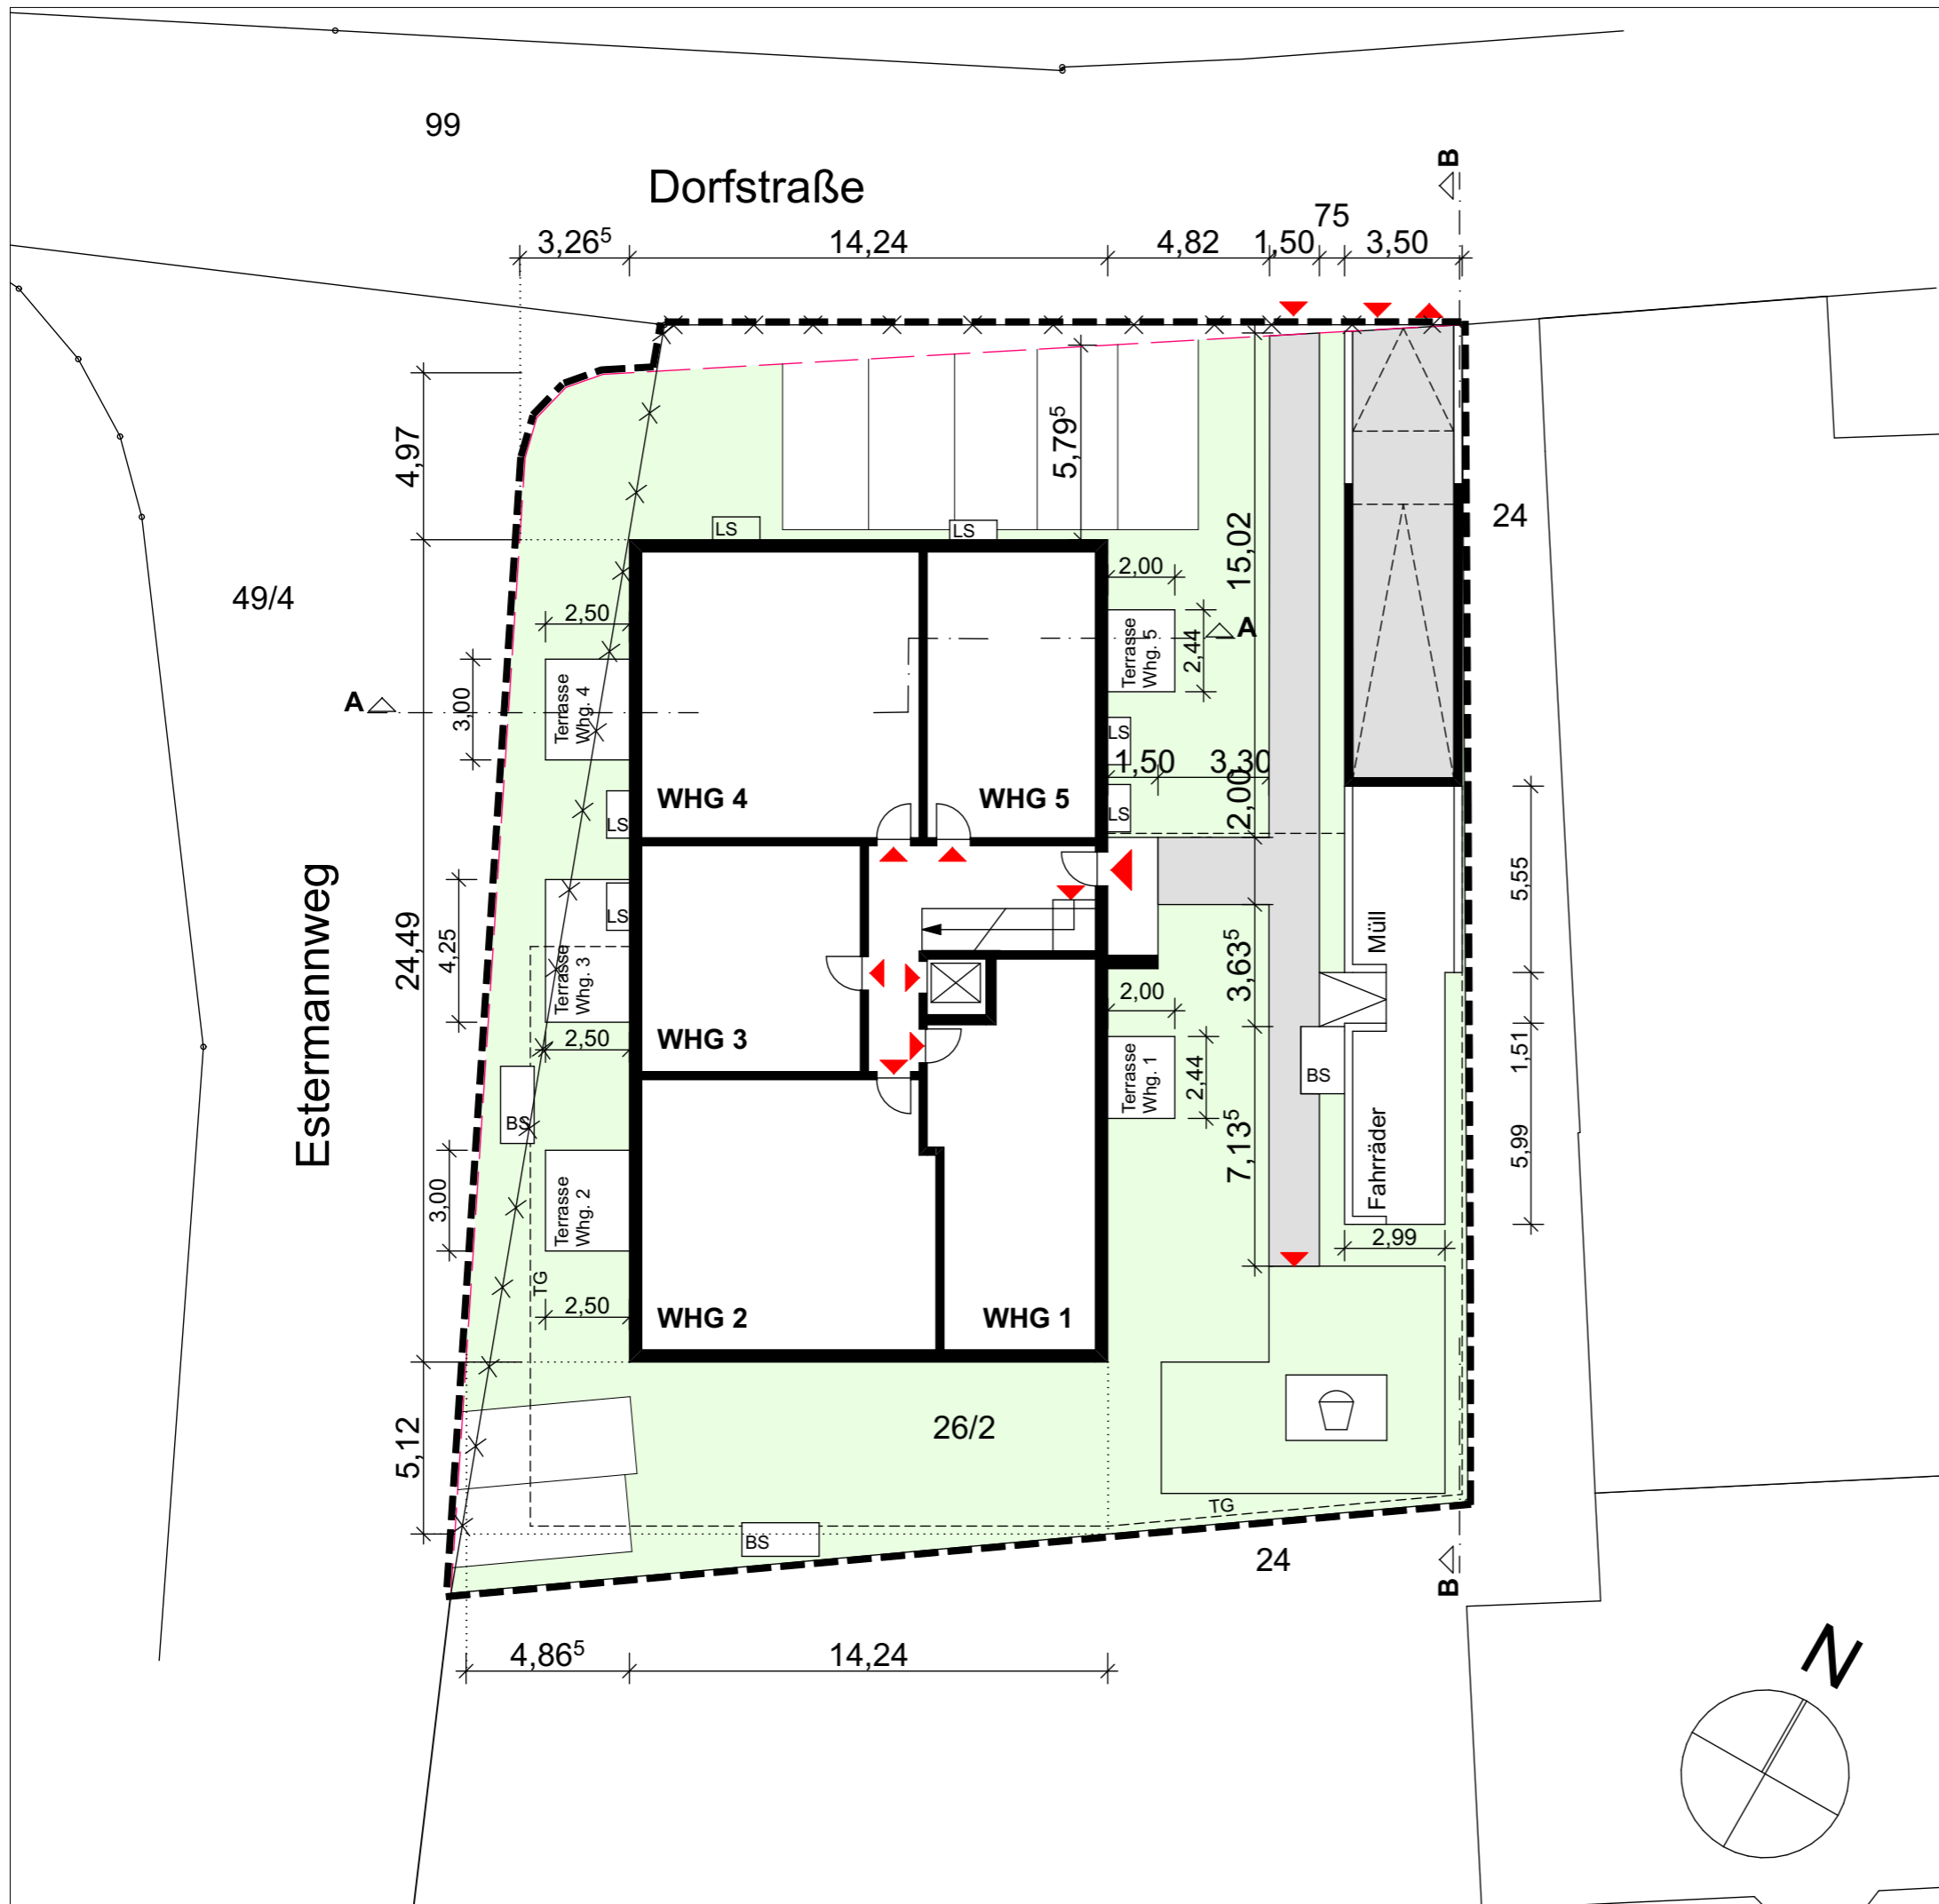 99
Dorfstraße
B
75
3,26⁵
14,24
4,82
1,50
3,50
4,97
5,79⁵
24
LS
LS
15,02
49/4
2,50
2,00
A
Terrasse
Whg. 5
2,44
A
3,00
Terrasse
Whg. 4
LS
1,50
3,30
WHG 4
WHG 5
LS
2,00
LS
Estermannweg
5,55
LS
Müll
24,49
4,25
Terrasse
Whg. 3
3,63⁵
2,00
WHG 3
2,50
1,51
Terrasse
Whg. 1
2,44
BS
BS
7,13⁵
Fahrräder
5,99
3,00
Terrasse
Whg. 2
2,99
TG
2,50
WHG 2
WHG 1
5,12
26/2
TG
BS
24
B
4,86⁵
14,24
N